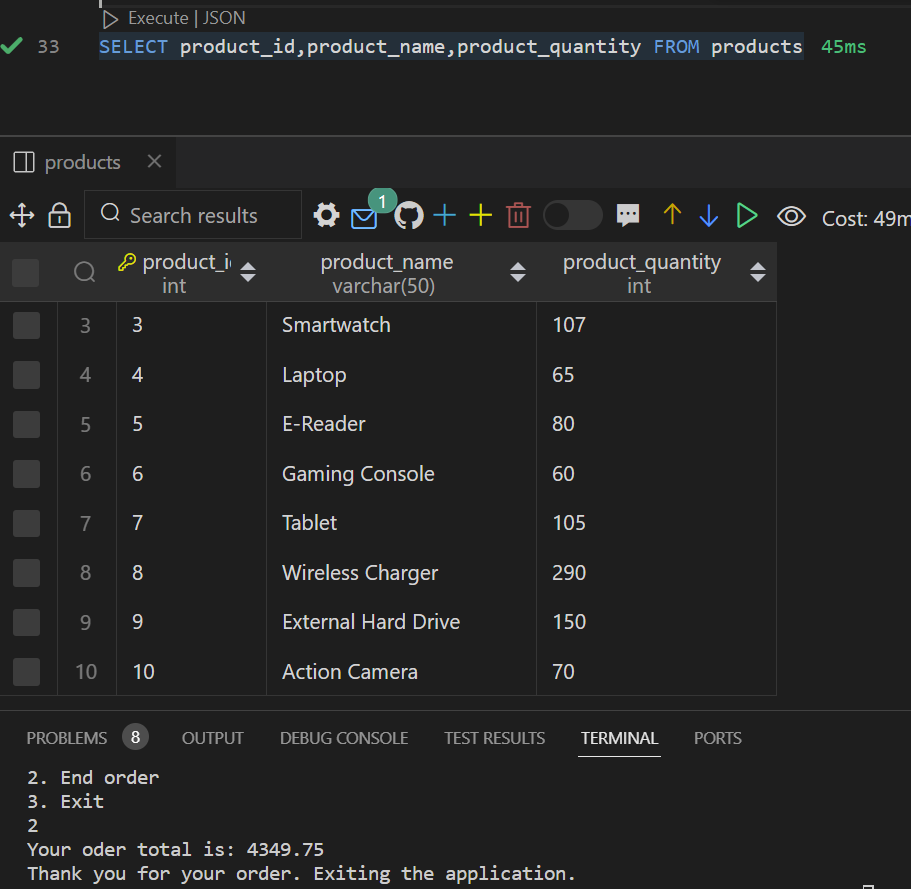 Execute | JSON
33 SELECT product_id,product_name,product_quantity FROM products 45ms
products
Search results 1 Cost: 49m
product_i product_name product_quantity
int varchar(50) int
3 3 Smartwatch 107
4 4 Laptop 65
5 5 E-Reader 80
6 6 Gaming Console 60
7 7 Tablet 105
8 8 Wireless Charger 290
9 9 External Hard Drive 150
10 10 Action Camera 70
PROBLEMS 8 OUTPUT DEBUG CONSOLE TEST RESULTS TERMINAL PORTS
2. End order
3. Exit
2
Your oder total is: 4349.75
Thank you for your order. Exiting the application.